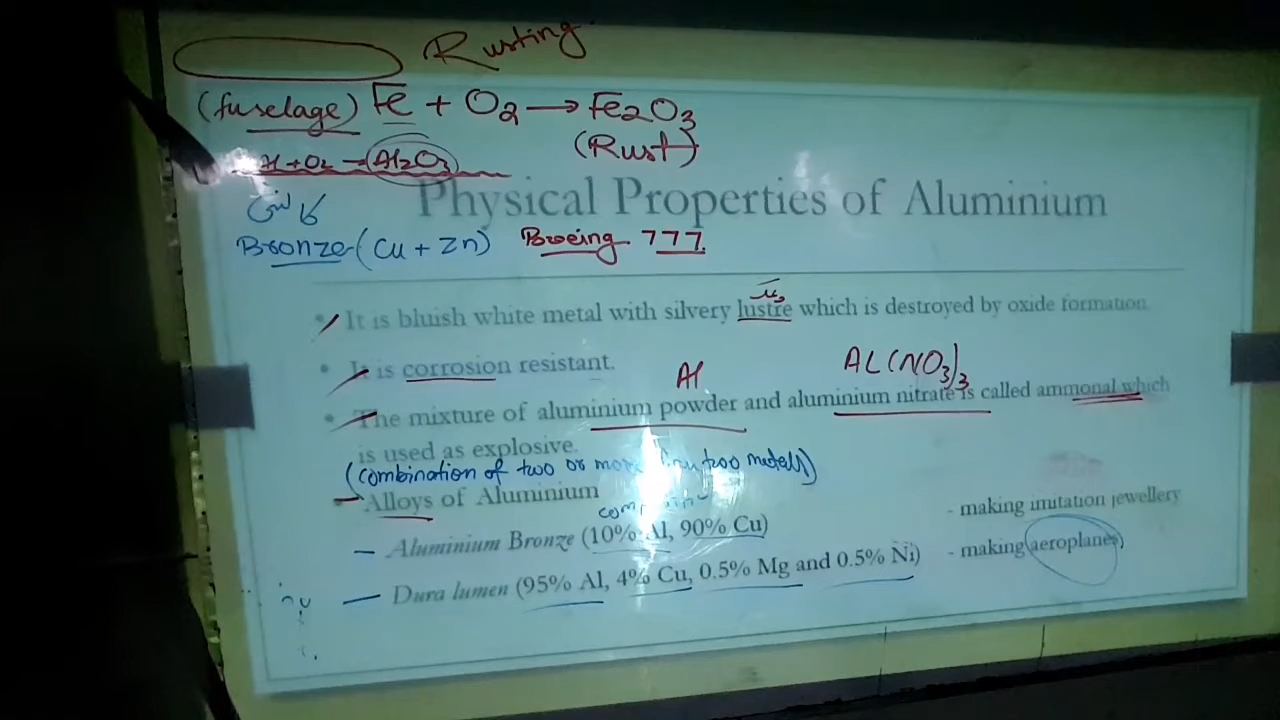 Rusting
(fuselage) Fe + O2 → Fe2O3
(Rust)
Al + O2 → Al2O3
Physical Properties of Aluminium
Bronze (Cu + Zn) Boeing 777.
• It is bluish white metal with silvery lustre which is destroyed by oxide formation.
• It is corrosion resistant.
Al Al(NO3)3
• The mixture of aluminium powder and aluminium nitrate is called ammonal which
is used as explosive.
(combination of two or more metals)
• Alloys of Aluminium
– Aluminium Bronze (10% Al, 90% Cu) - making imitation jewellery
– Dura lumen (95% Al, 4% Cu, 0.5% Mg and 0.5% Ni) - making aeroplanes